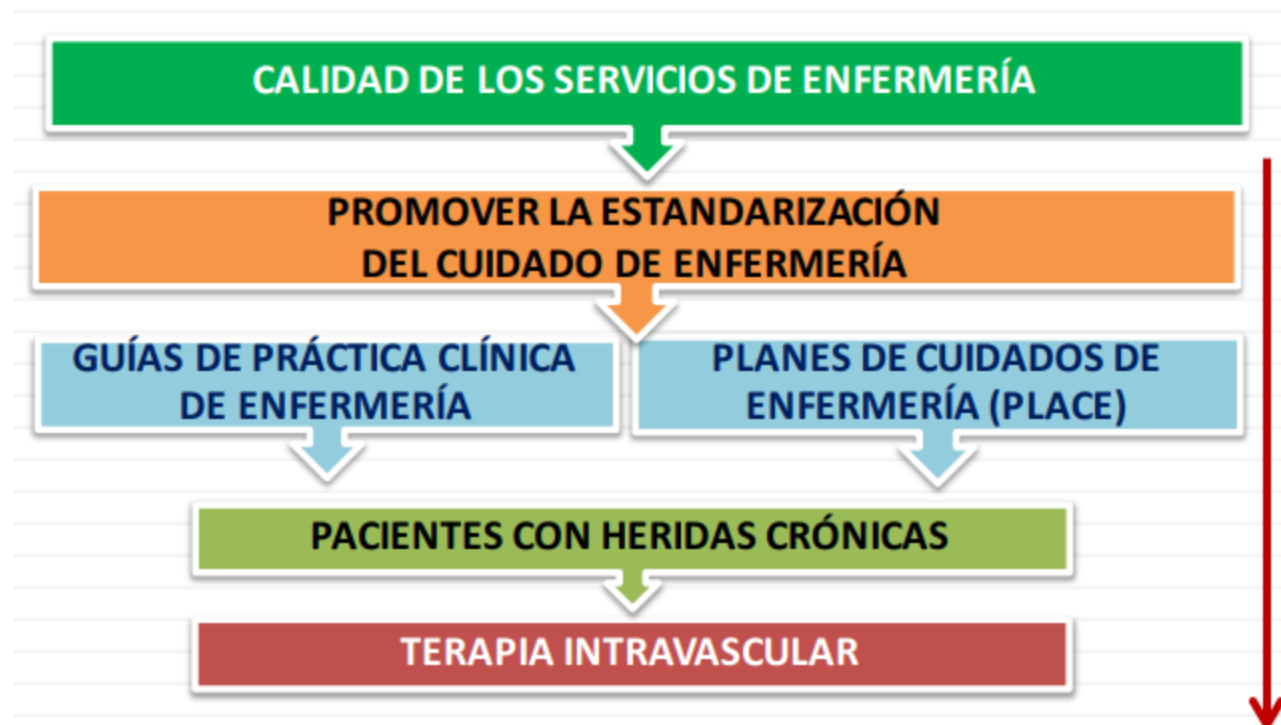 CALIDAD DE LOS SERVICIOS DE ENFERMERÍA
PROMOVER LA ESTANDARIZACIÓN
DEL CUIDADO DE ENFERMERÍA
GUÍAS DE PRÁCTICA CLÍNICA
DE ENFERMERÍA
PLANES DE CUIDADOS DE
ENFERMERÍA (PLACE)
PACIENTES CON HERIDAS CRÓNICAS
TERAPIA INTRAVASCULAR